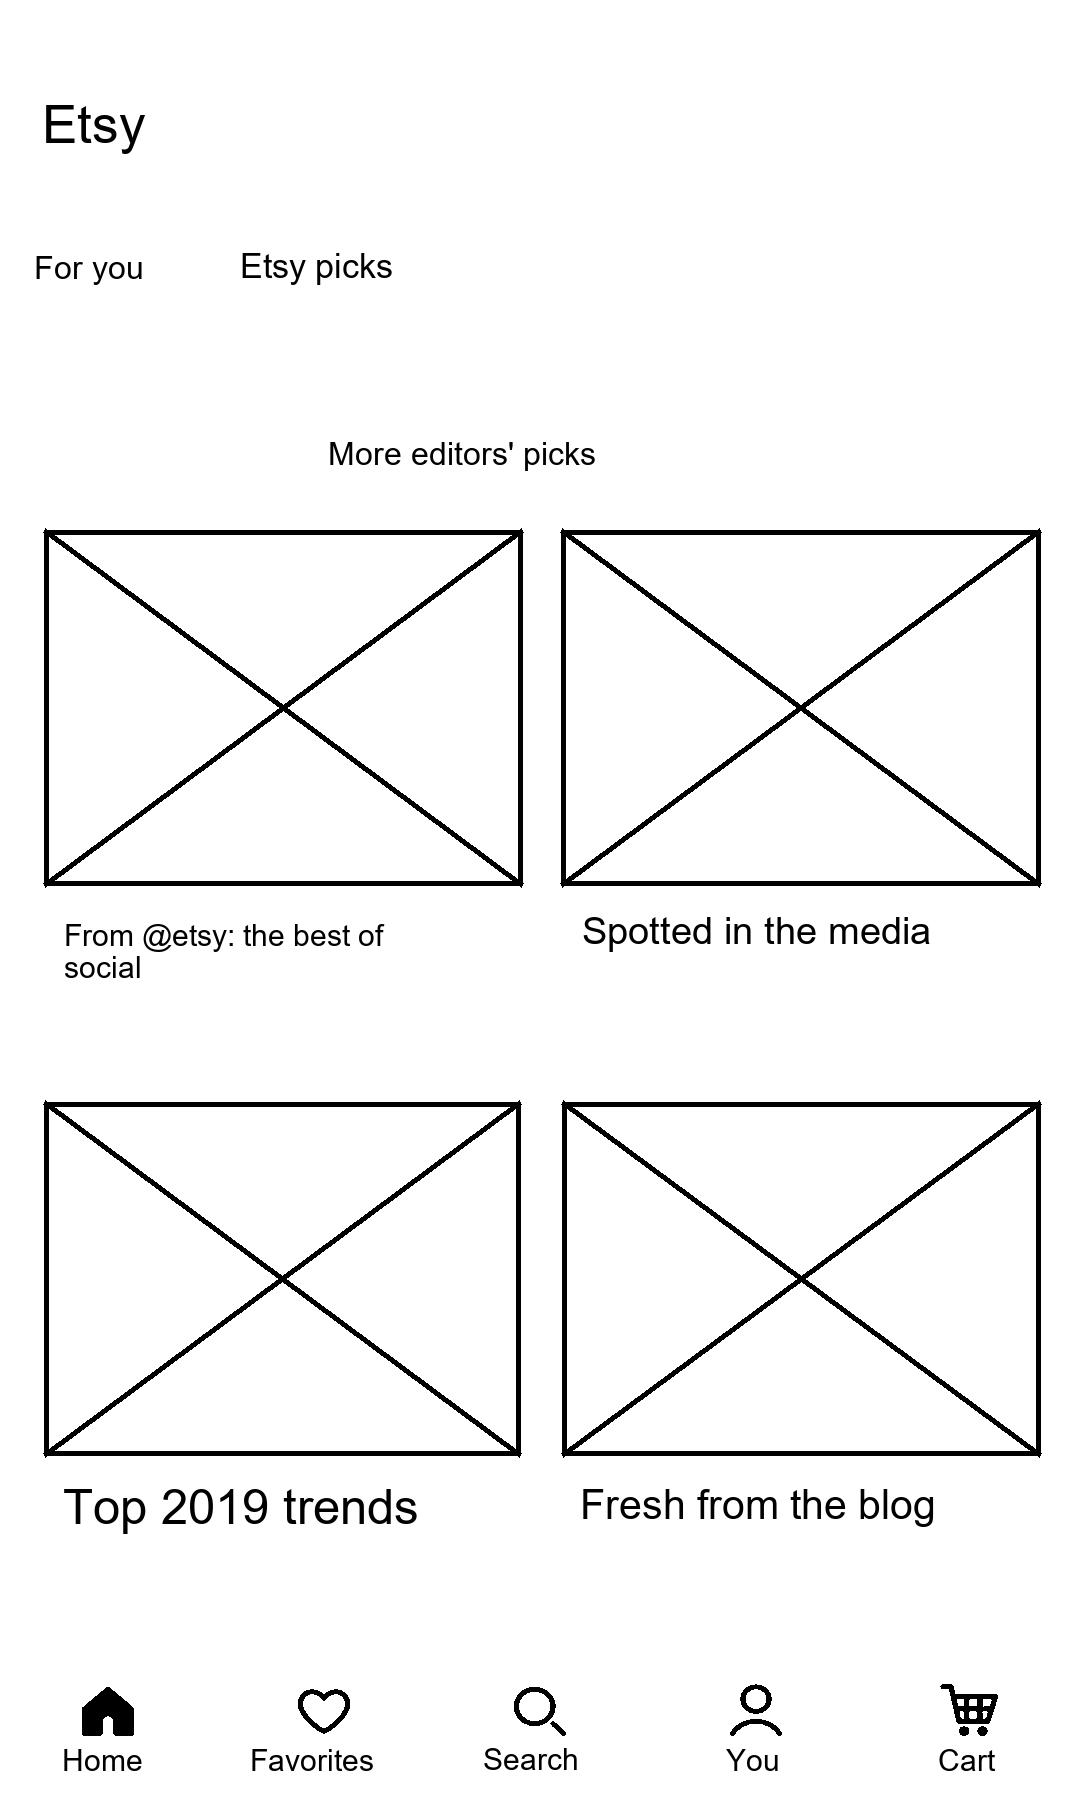 Etsy
For you
Etsy picks
More editors' picks
From @etsy: the best of
social
Spotted in the media
Top 2019 trends
Fresh from the blog
Home
Favorites
Search
You
Cart